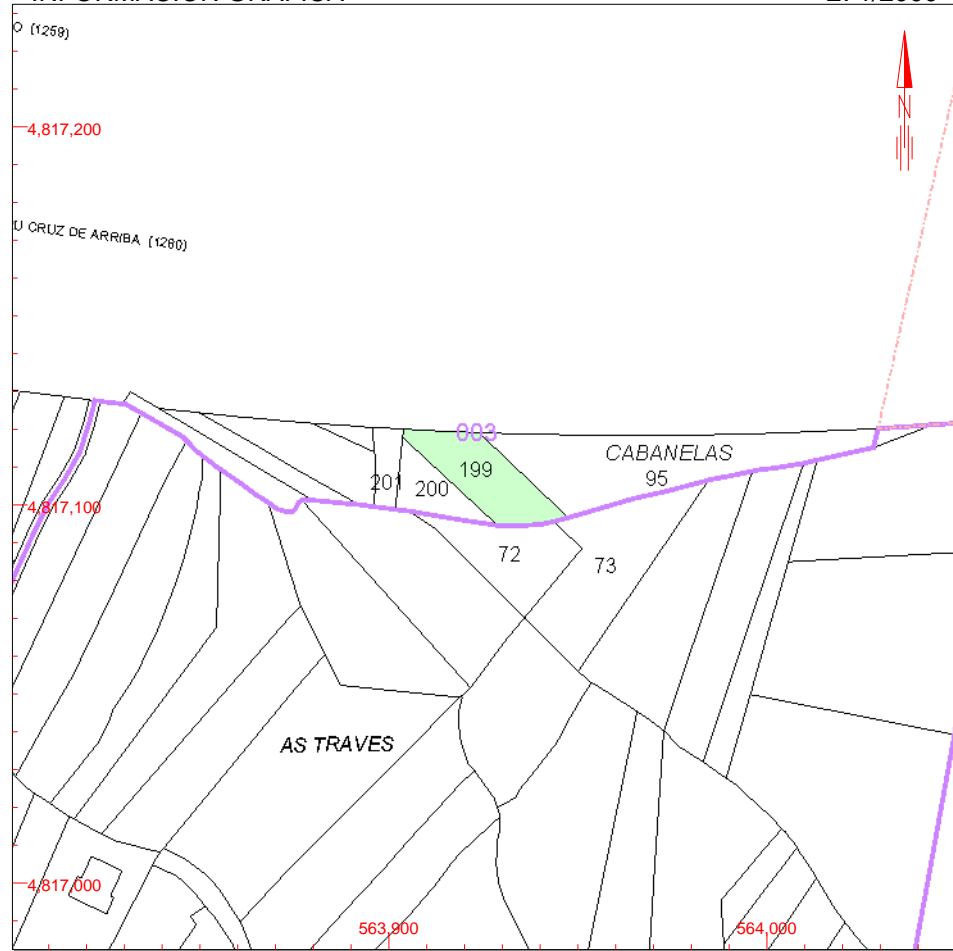 O (1259)
N
4,817,200
U CRUZ DE ARRIBA (1260)
003
CABANELAS
199
95
201
200
4,817,100
72
73
AS TRAVES
4,817,000
563,900
564,000